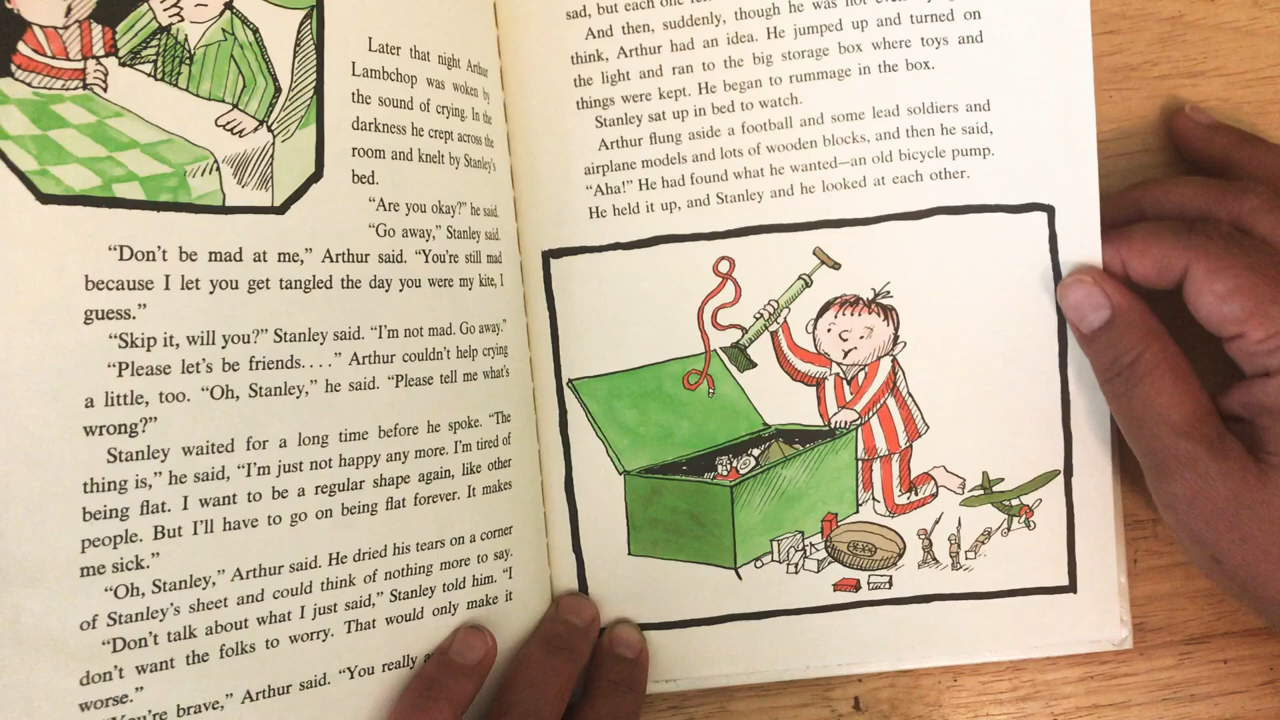 Later that night Arthur
Lambchop was woken by
the sound of crying. In the
darkness he crept across the
room and knelt by Stanley's
bed.
"Are you okay?" he said.
"Go away," Stanley said.
"Don't be mad at me," Arthur said. "You're still mad
because I let you get tangled the day you were my kite, I
guess."
"Skip it, will you?" Stanley said. "I'm not mad. Go away."
"Please let's be friends. . . ." Arthur couldn't help crying
a little, too. "Oh, Stanley," he said. "Please tell me what's
wrong?"
Stanley waited for a long time before he spoke. "The
thing is," he said, "I'm just not happy any more. I'm tired of
being flat. I want to be a regular shape again, like other
people. But I'll have to go on being flat forever. It makes
me sick."
"Oh, Stanley," Arthur said. He dried his tears on a corner
of Stanley's sheet and could think of nothing more to say.
"Don't talk about what I just said," Stanley told him. "I
don't want the folks to worry. That would only make it
worse."
"You're brave," Arthur said. "You really
sad, but each one
And then, suddenly, though he was not
think, Arthur had an idea. He jumped up and turned on
the light and ran to the big storage box where toys and
things were kept. He began to rummage in the box.
Stanley sat up in bed to watch.
Arthur flung aside a football and some lead soldiers and
airplane models and lots of wooden blocks, and then he said,
"Aha!" He had found what he wanted—an old bicycle pump.
He held it up, and Stanley and he looked at each other.